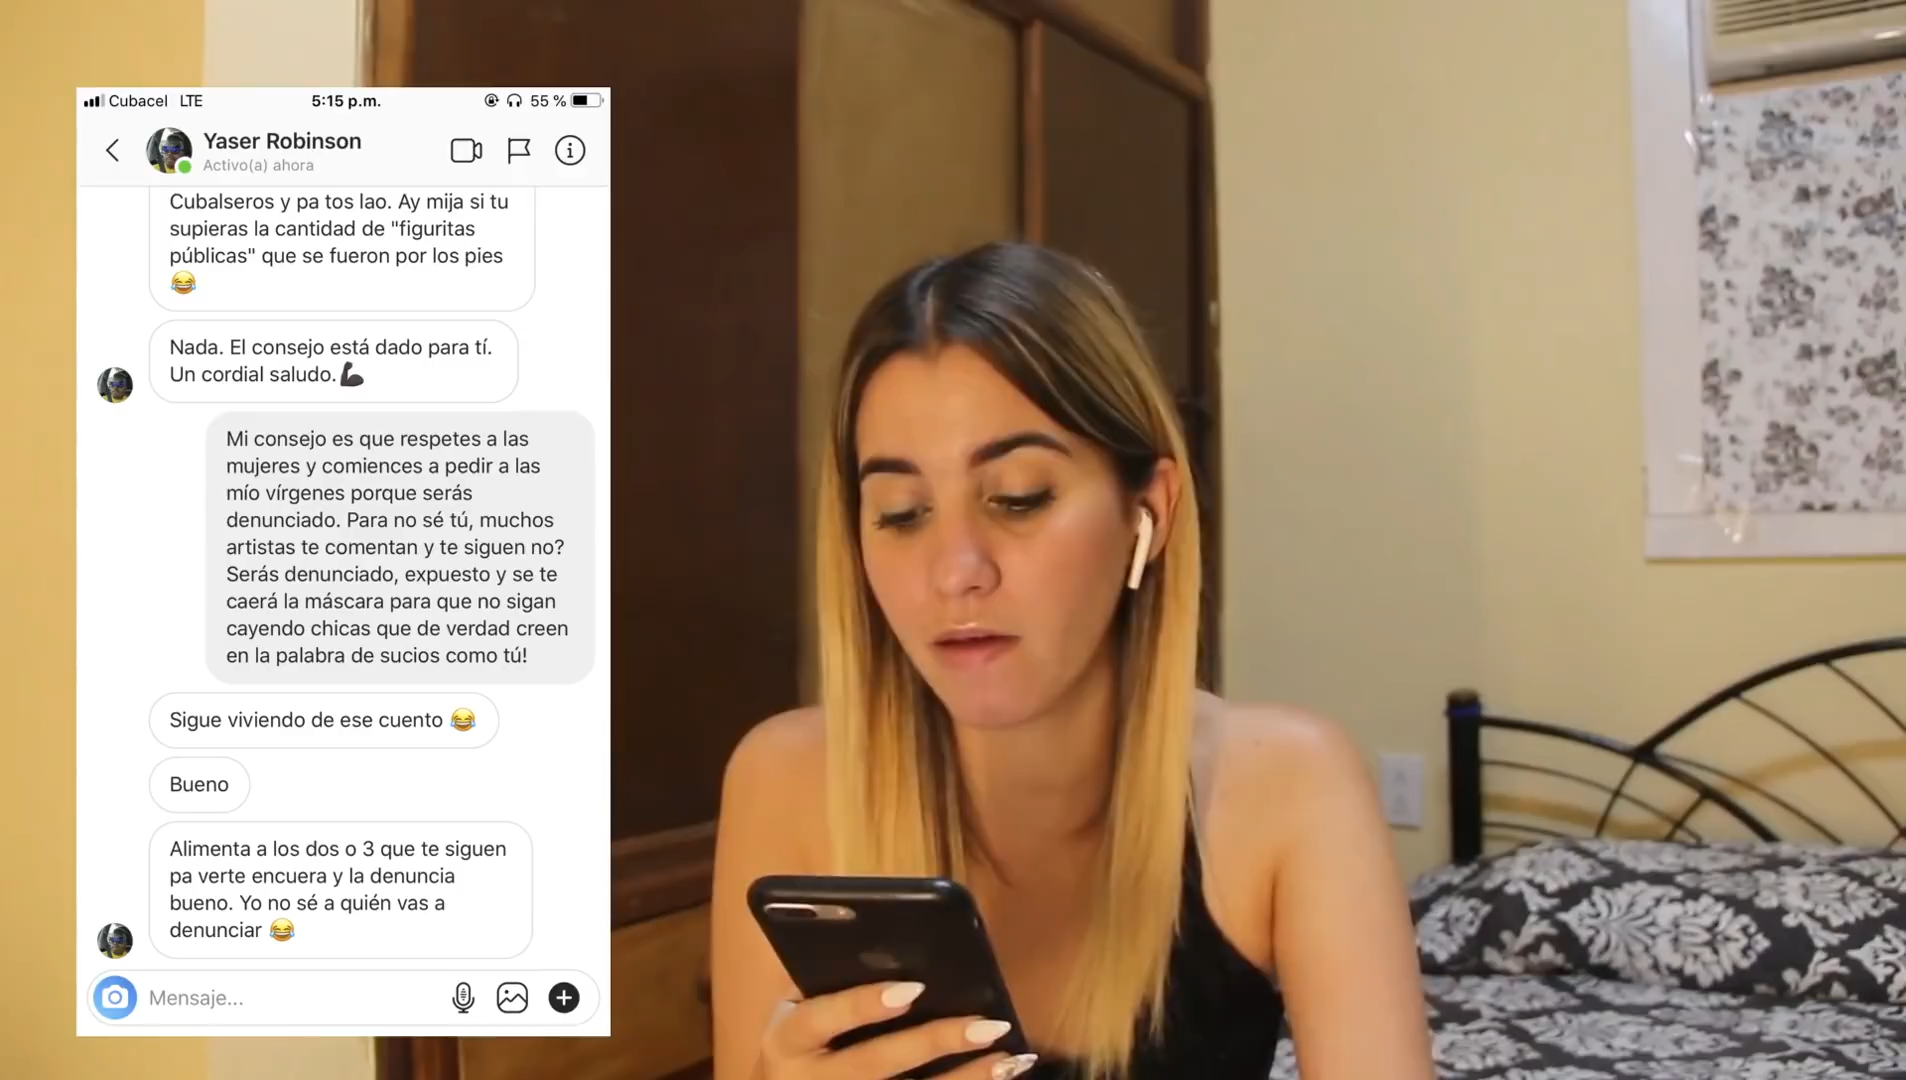 Cubacel LTE 5:15 p.m. 55 %
Yaser Robinson
Activo(a) ahora
Cubalseros y pa tos lao. Ay mija si tu
supieras la cantidad de "figuritas
públicas" que se fueron por los pies
😂
Nada. El consejo está dado para tí.
Un cordial saludo.💪🏿
Mi consejo es que respetes a las
mujeres y comiences a pedir a las
mío vírgenes porque serás
denunciado. Para no sé tú, muchos
artistas te comentan y te siguen no?
Serás denunciado, expuesto y se te
caerá la máscara para que no sigan
cayendo chicas que de verdad creen
en la palabra de sucios como tú!
Sigue viviendo de ese cuento 😂
Bueno
Alimenta a los dos o 3 que te siguen
pa verte encuera y la denuncia
bueno. Yo no sé a quién vas a
denunciar 😂
Mensaje...